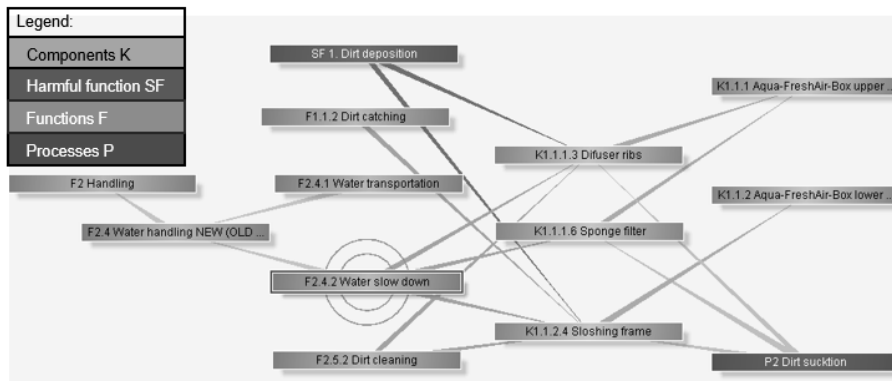 Legend:
Components K
Harmful function SF
Functions F
Processes P
SF 1. Dirt deposition
F1.1.2 Dirt catching
F2 Handling
F2.4.1 Water transportation
F2.4 Water handling NEW (OLD ...
F2.4.2 Water slow down
F2.5.2 Dirt cleaning
K1.1.1.3 Difuser ribs
K1.1.1.6 Sponge filter
K1.1.2.4 Sloshing frame
K1.1.1 Aqua-FreshAir-Box upper ...
K1.1.2 Aqua-FreshAir-Box lower ...
P2 Dirt sucktion